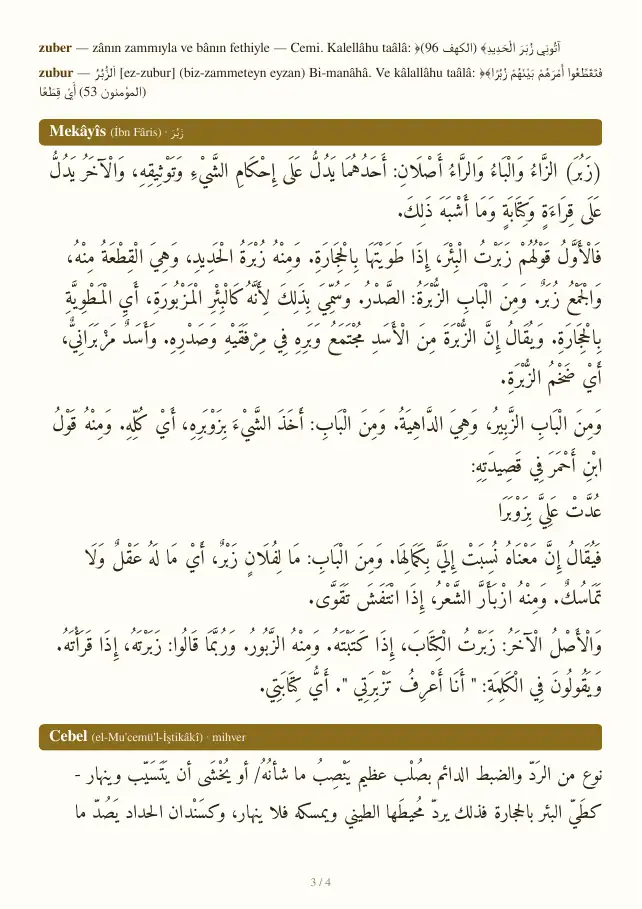 zuber — zânın zammıyla ve bânın fethiyle — Cemi. Kalellâhu taâlâ: ﴿آتُونِي زُبَرَ الْحَدِيدِ﴾ (الكهف 96)
zubur — اَلزُّبُرُ [ez-zubur] (biz-zammeteyn eyzan) Bi-manâhâ. Ve kâlallâhu taâlâ: ﴿فَتَقَطَّعُوا أَمْرَهُمْ بَيْنَهُمْ زُبُرًا﴾
(المؤمنون 53) أَيْ قِطَعًا
Mekâyîs (İbn Fâris) · زَبُرَ
(زَبُرَ) الزَّاءُ وَالْبَاءُ وَالرَّاءُ أَصْلَانِ: أَحَدُهُمَا يَدُلُّ عَلَى إِحْكَامِ الشَّيْءِ وَتَوْثِيقِهِ، وَالْآخَرُ يَدُلُّ
عَلَى قِرَاءَةٍ وَكِتَابَةٍ وَمَا أَشْبَهَ ذَلِكَ.
فَالْأَوَّلُ قَوْلُهُمْ زَبَرْتُ الْبِئْرَ، إِذَا طَوَيْتَهَا بِالْحِجَارَةِ. وَمِنْهُ زُبْرَةُ الْحَدِيدِ، وَهِيَ الْقِطْعَةُ مِنْهُ،
وَالْجَمْعُ زُبَرٌ. وَمِنَ الْبَابِ الزُّبْرَةُ: الصَّدْرُ. وَسُمِّيَ بِذَلِكَ لِأَنَّهُ كَالْبِئْرِ الْمَزْبُورَةِ، أَيِ الْمَطْوِيَّةِ
بِالْحِجَارَةِ. وَيُقَالُ إِنَّ الزُّبْرَةَ مِنَ الْأَسَدِ مُجْتَمَعُ وَبَرِهِ فِي مِرْفَقَيْهِ وَصَدْرِهِ. وَأَسَدٌ مَزْبَرَانِيٌّ،
أَيْ ضَخْمُ الزُّبْرَةِ.
وَمِنَ الْبَابِ الزَّبِيرُ، وَهِيَ الدَّاهِيَةُ. وَمِنَ الْبَابِ: أَخَذَ الشَّيْءَ بِزَوْبَرِهِ، أَيْ كُلِّهِ. وَمِنْهُ قَوْلُ
ابْنِ أَحْمَرَ فِي قَصِيدَتِهِ:
عُدَّتْ عَلَيَّ بِزَوْبَرَا
فَيُقَالُ إِنَّ مَعْنَاهُ نُسِبَتْ إِلَيَّ بِكَمَالِهَا. وَمِنَ الْبَابِ: مَا لِفُلَانٍ زَبْرٌ، أَيْ مَا لَهُ عَقْلٌ وَلَا
تَمَاسُكٌ. وَمِنْهُ ازْبَأَرَّ الشَّعْرُ، إِذَا انْتَفَشَ تَقَوَّى.
وَالْأَصْلُ الْآخَرُ: زَبَرْتُ الْكِتَابَ، إِذَا كَتَبْتَهُ. وَمِنْهُ الزَّبُورُ. وَرُبَّمَا قَالُوا: زَبَرْتَهُ، إِذَا قَرَأْتَهُ.
وَيَقُولُونَ فِي الْكَلِمَةِ: " أَنَا أَعْرِفُ تَزْبِرَتِي ". أَيْ كِتَابَتِي.
Cebel (el-Mu'cemü'l-İştikâkî) · mihver
نوع من الرَدّ والضبط الدائم بصُلْب عظيم يَنْصِبُ ما شأنُهُ/ أو يُخْشَى أن يَتَسَيّب وينهار -
كطَيّ البئر بالحجارة فذلك يردّ مُحيطَها الطيني ويمسكه فلا ينهار، وكسَنْدان الحداد يَصُدّ ما
3 / 4